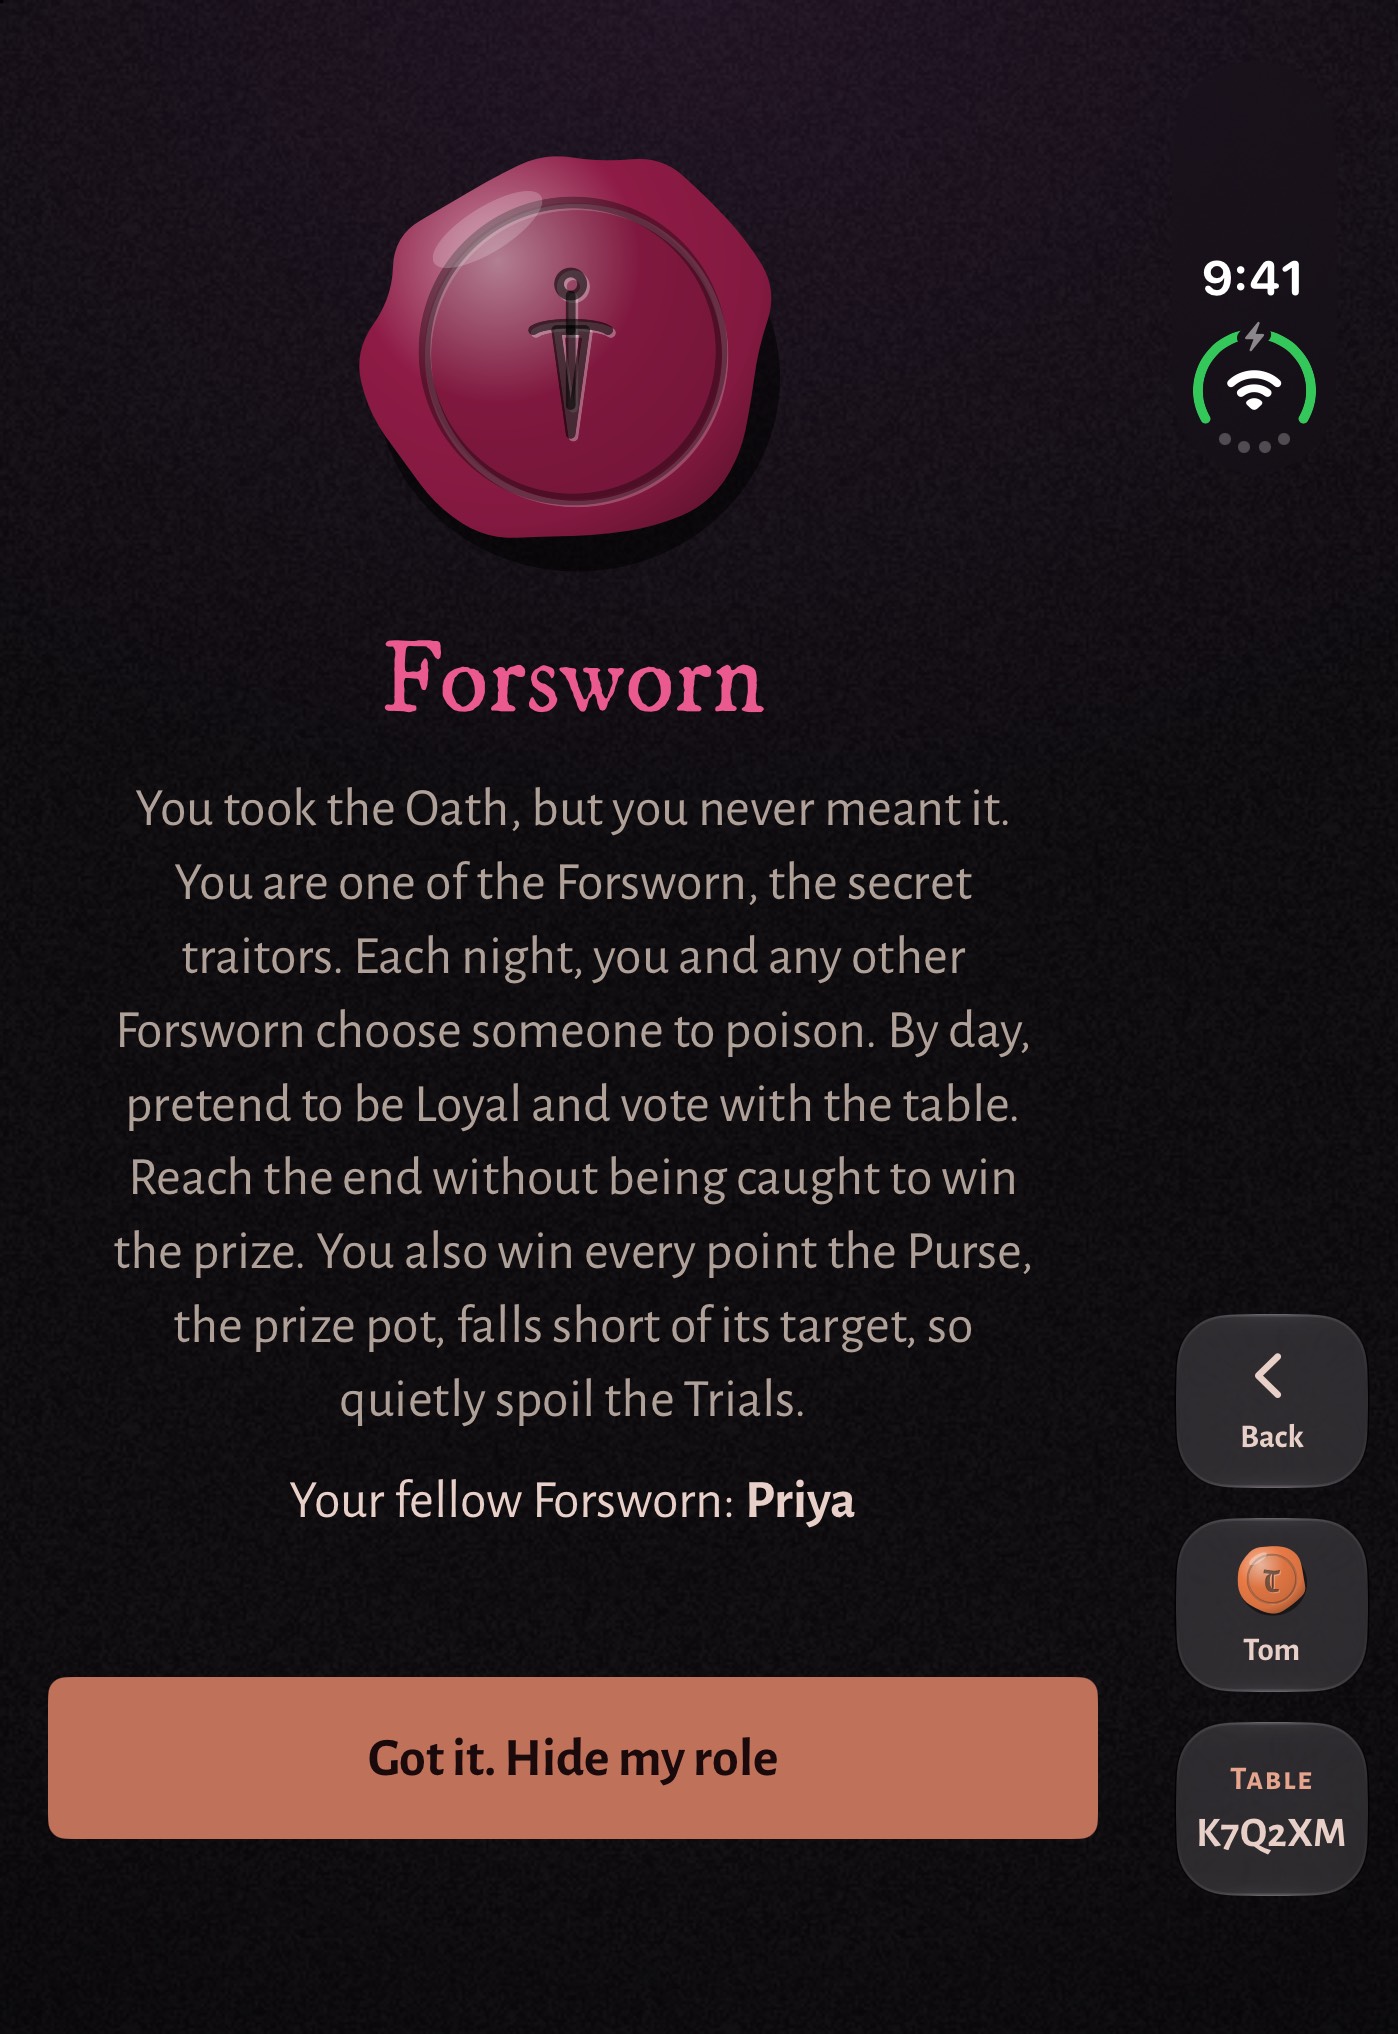 9:41
Forsworn
You took the Oath, but you never meant it.
You are one of the Forsworn, the secret
traitors. Each night, you and any other
Forsworn choose someone to poison. By day,
pretend to be Loyal and vote with the table.
Reach the end without being caught to win
the prize. You also win every point the Purse,
the prize pot, falls short of its target, so
quietly spoil the Trials.
Your fellow Forsworn: Priya
Got it. Hide my role
Back
T
Tom
TABLE
K7Q2XM